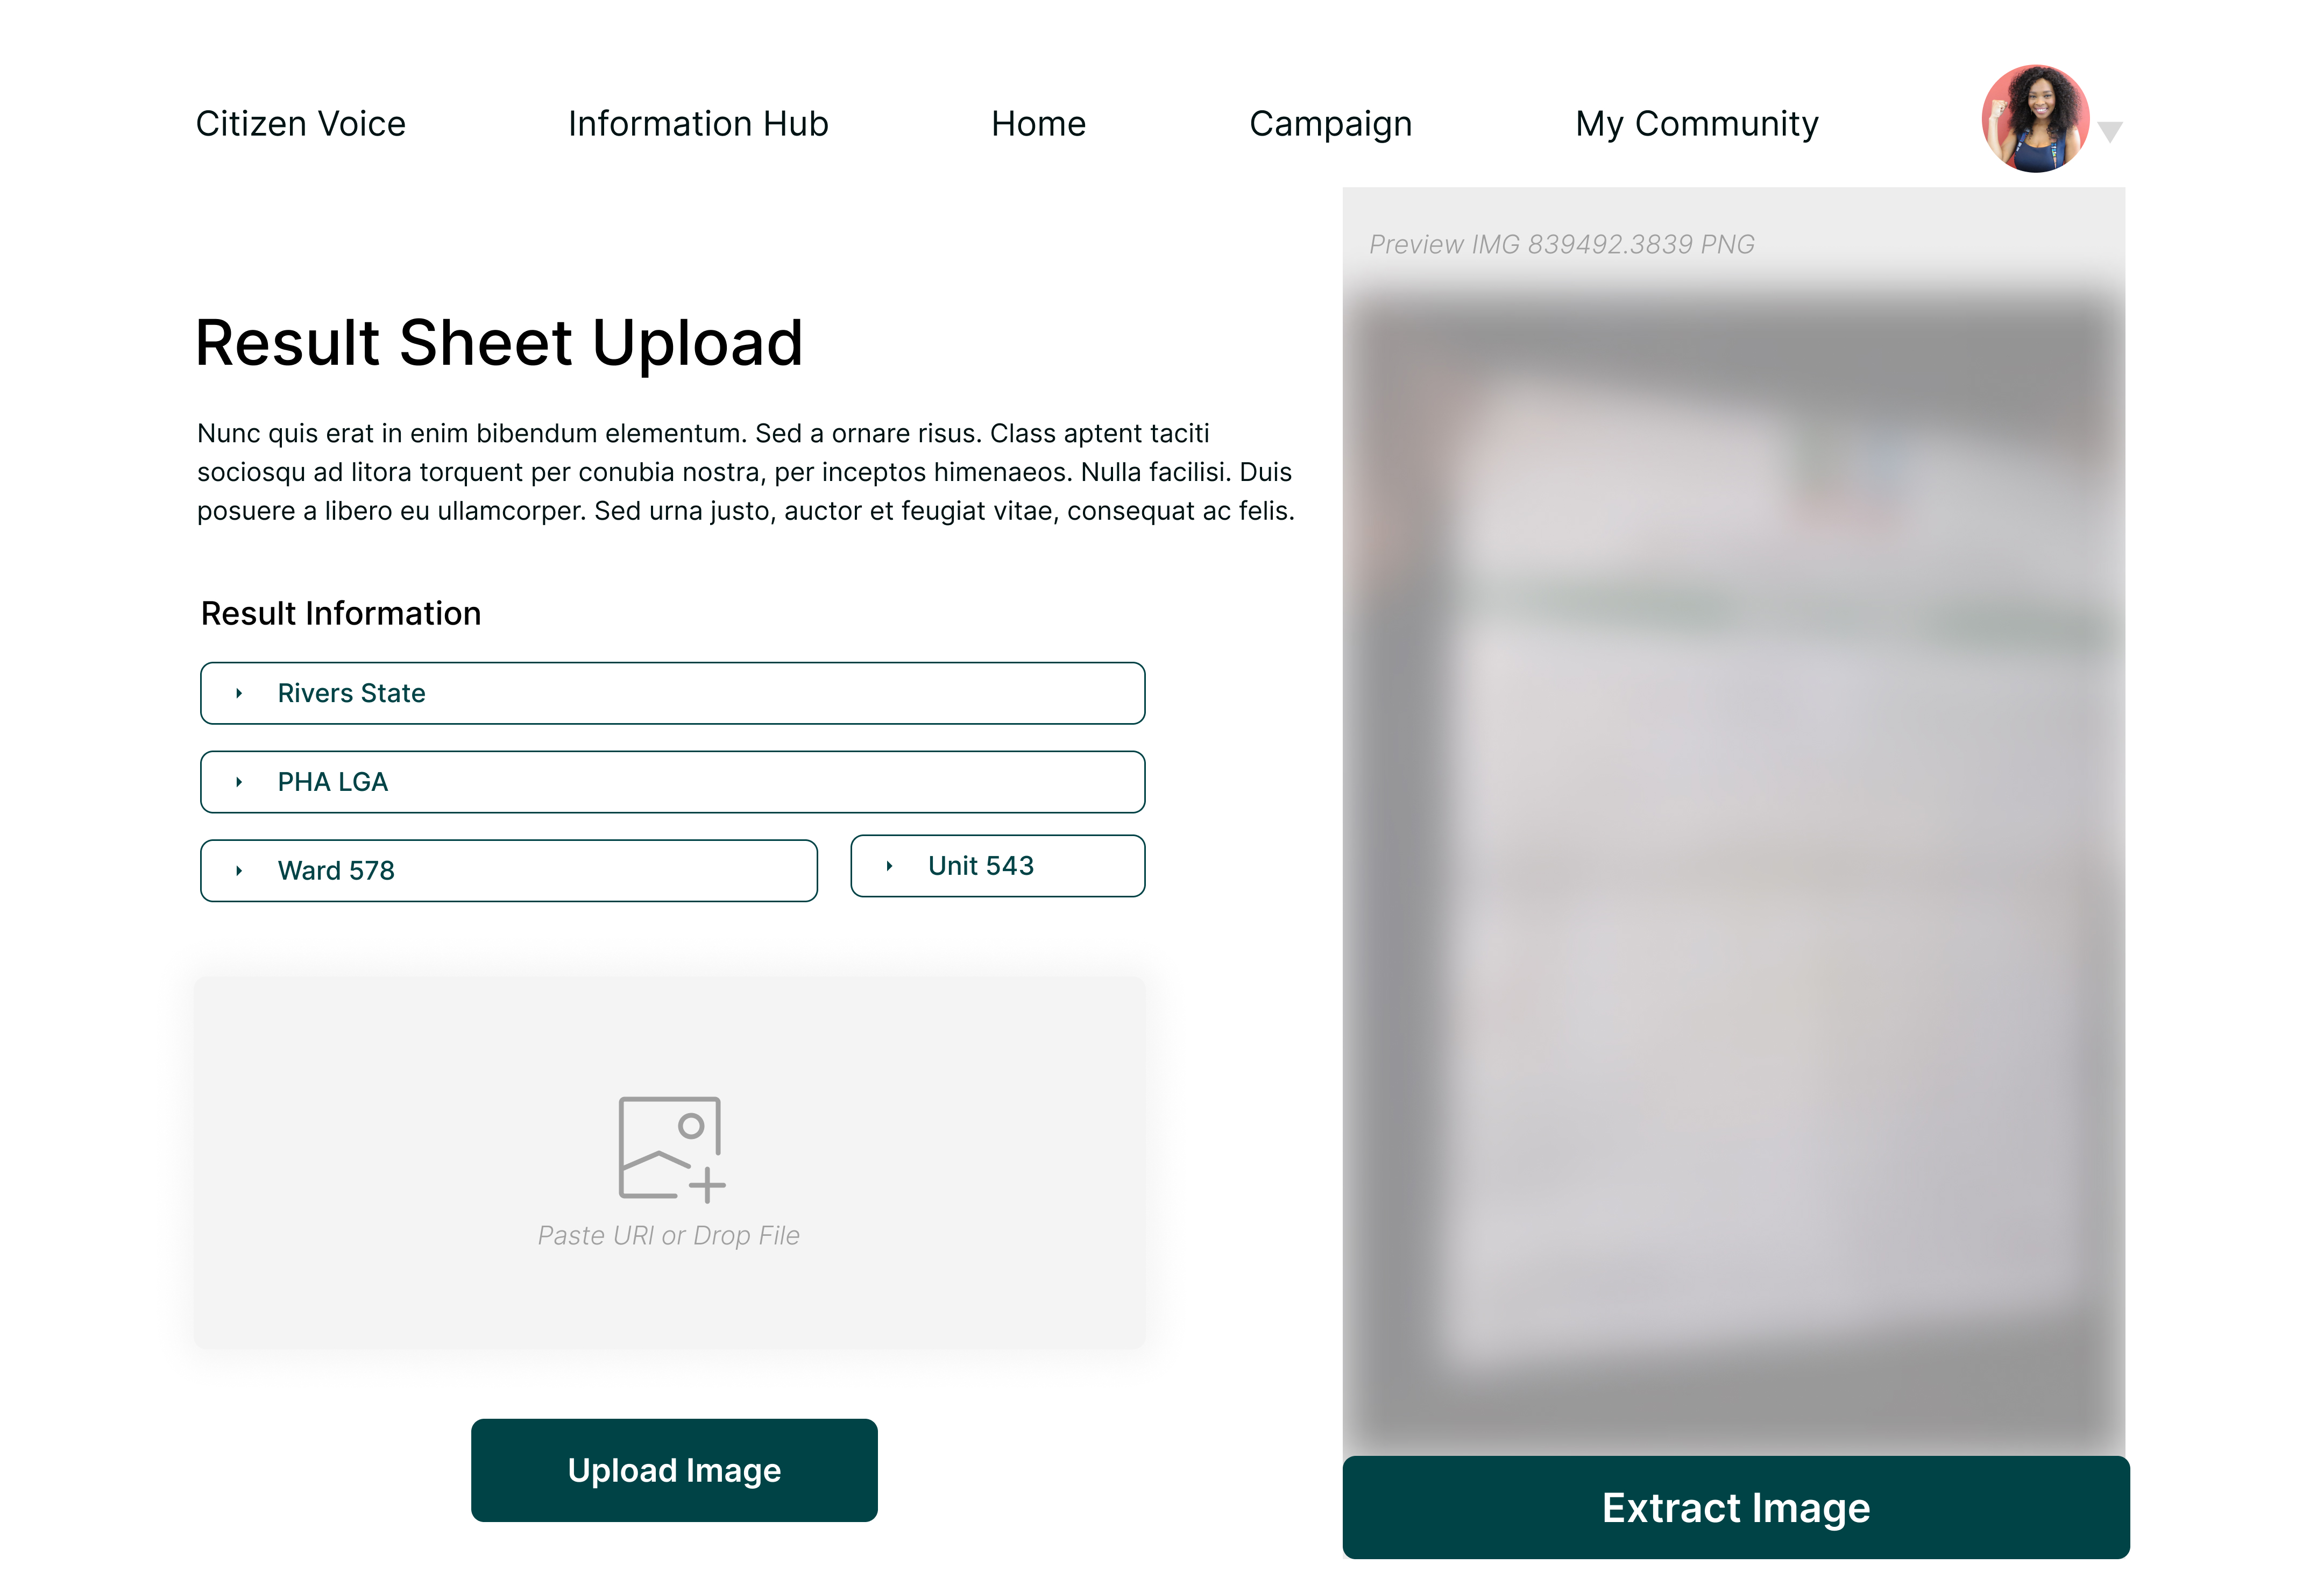 Citizen Voice
Information Hub
Home
Campaign
My Community
Result Sheet Upload
Nunc quis erat in enim bibendum elementum. Sed a ornare risus. Class aptent taciti
sociosqu ad litora torquent per conubia nostra, per inceptos himenaeos. Nulla facilisi. Duis
posuere a libero eu ullamcorper. Sed urna justo, auctor et feugiat vitae, consequat ac felis.
Result Information
Rivers State
PHA LGA
Ward 578
Unit 543
Paste URI or Drop File
Upload Image
Preview IMG 839492.3839 PNG
Extract Image